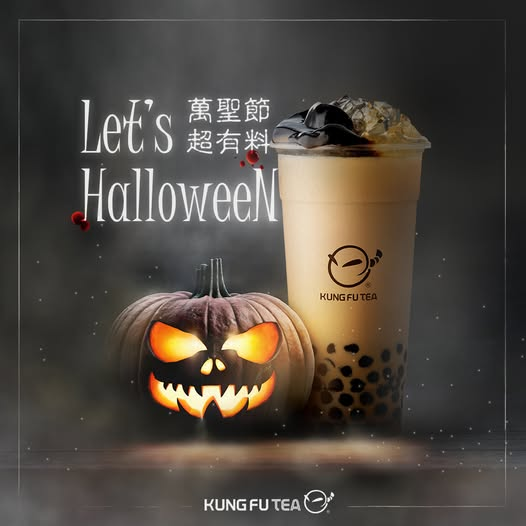 Let's
萬聖節
超有料
HalloweeN
KUNG FU TEA
KUNG FU TEA